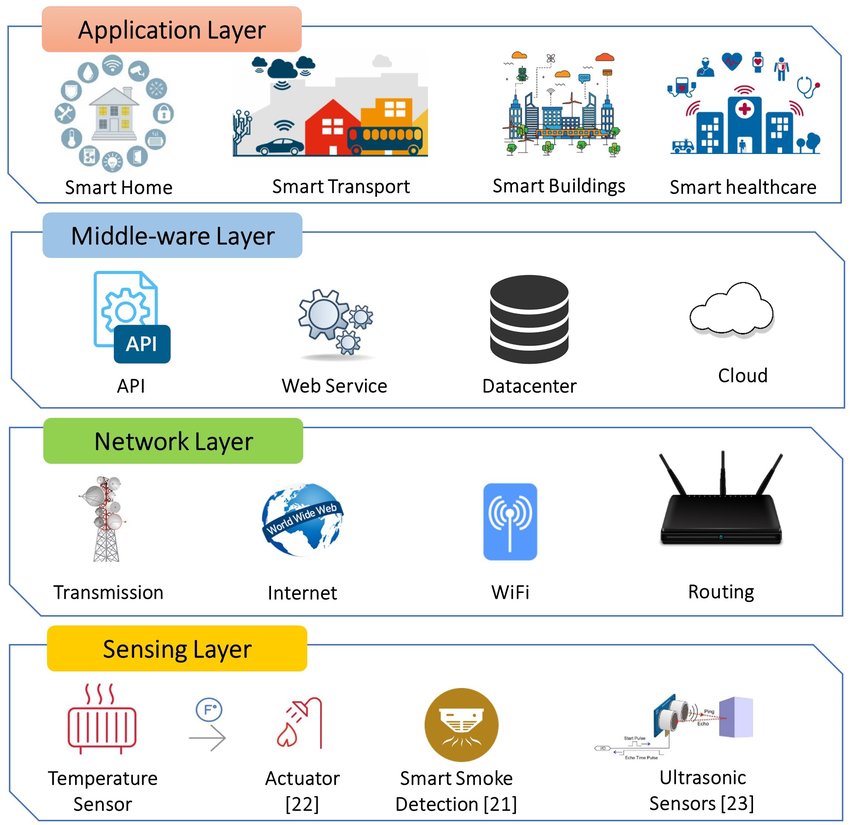 Application Layer
Smart Home
Smart Transport
Smart Buildings
Smart healthcare
Middle-ware Layer
API
API
Web Service
Datacenter
Cloud
Network Layer
World Wide Web
Transmission
Internet
WiFi
Routing
Sensing Layer
F°
Ping
Echo
Start Pulse
I/O
Echo Time Pulse
Temperature
Sensor
Actuator
[22]
Smart Smoke
Detection [21]
Ultrasonic
Sensors [23]